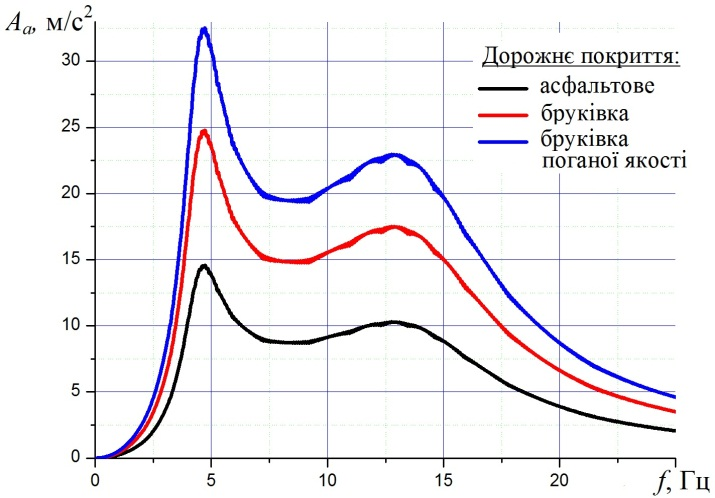 Aₐ, м/с²
Дорожнє покриття:
асфальтове
бруківка
бруківка
поганої якості
30
25
20
15
10
5
0
0
5
10
15
20
f, Гц